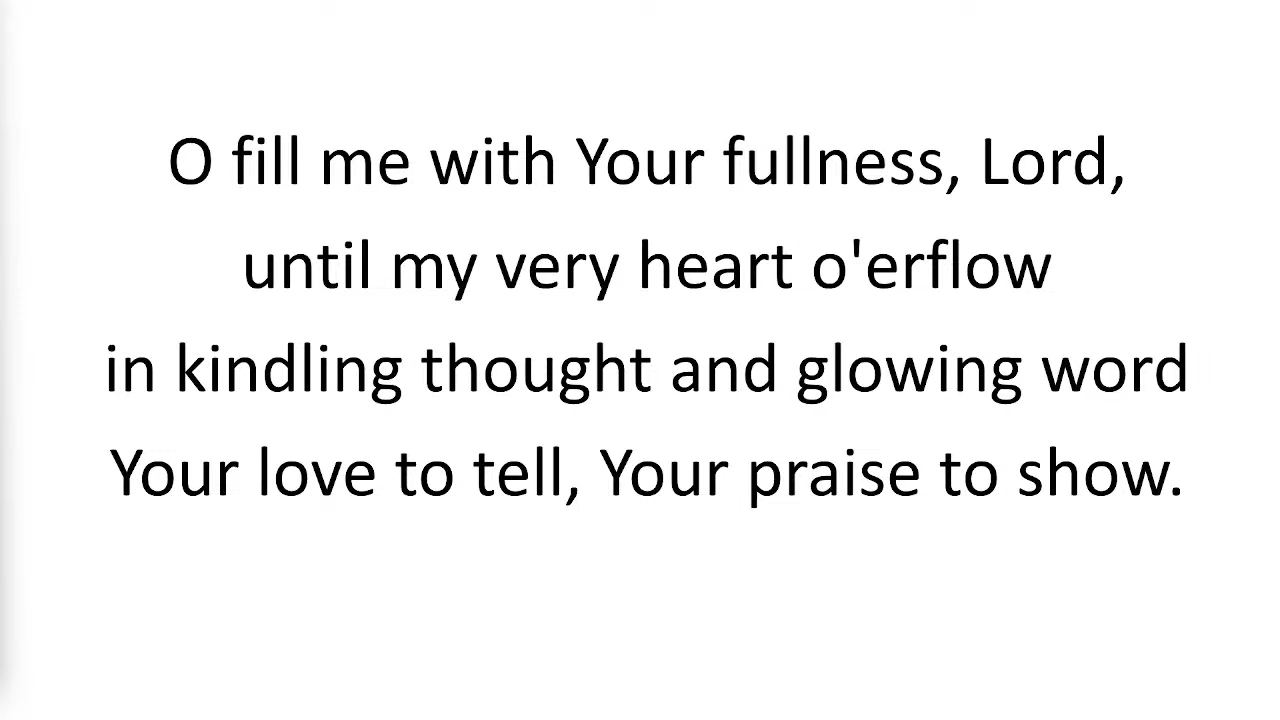 O fill me with Your fullness, Lord,
until my very heart o'erflow
in kindling thought and glowing word
Your love to tell, Your praise to show.